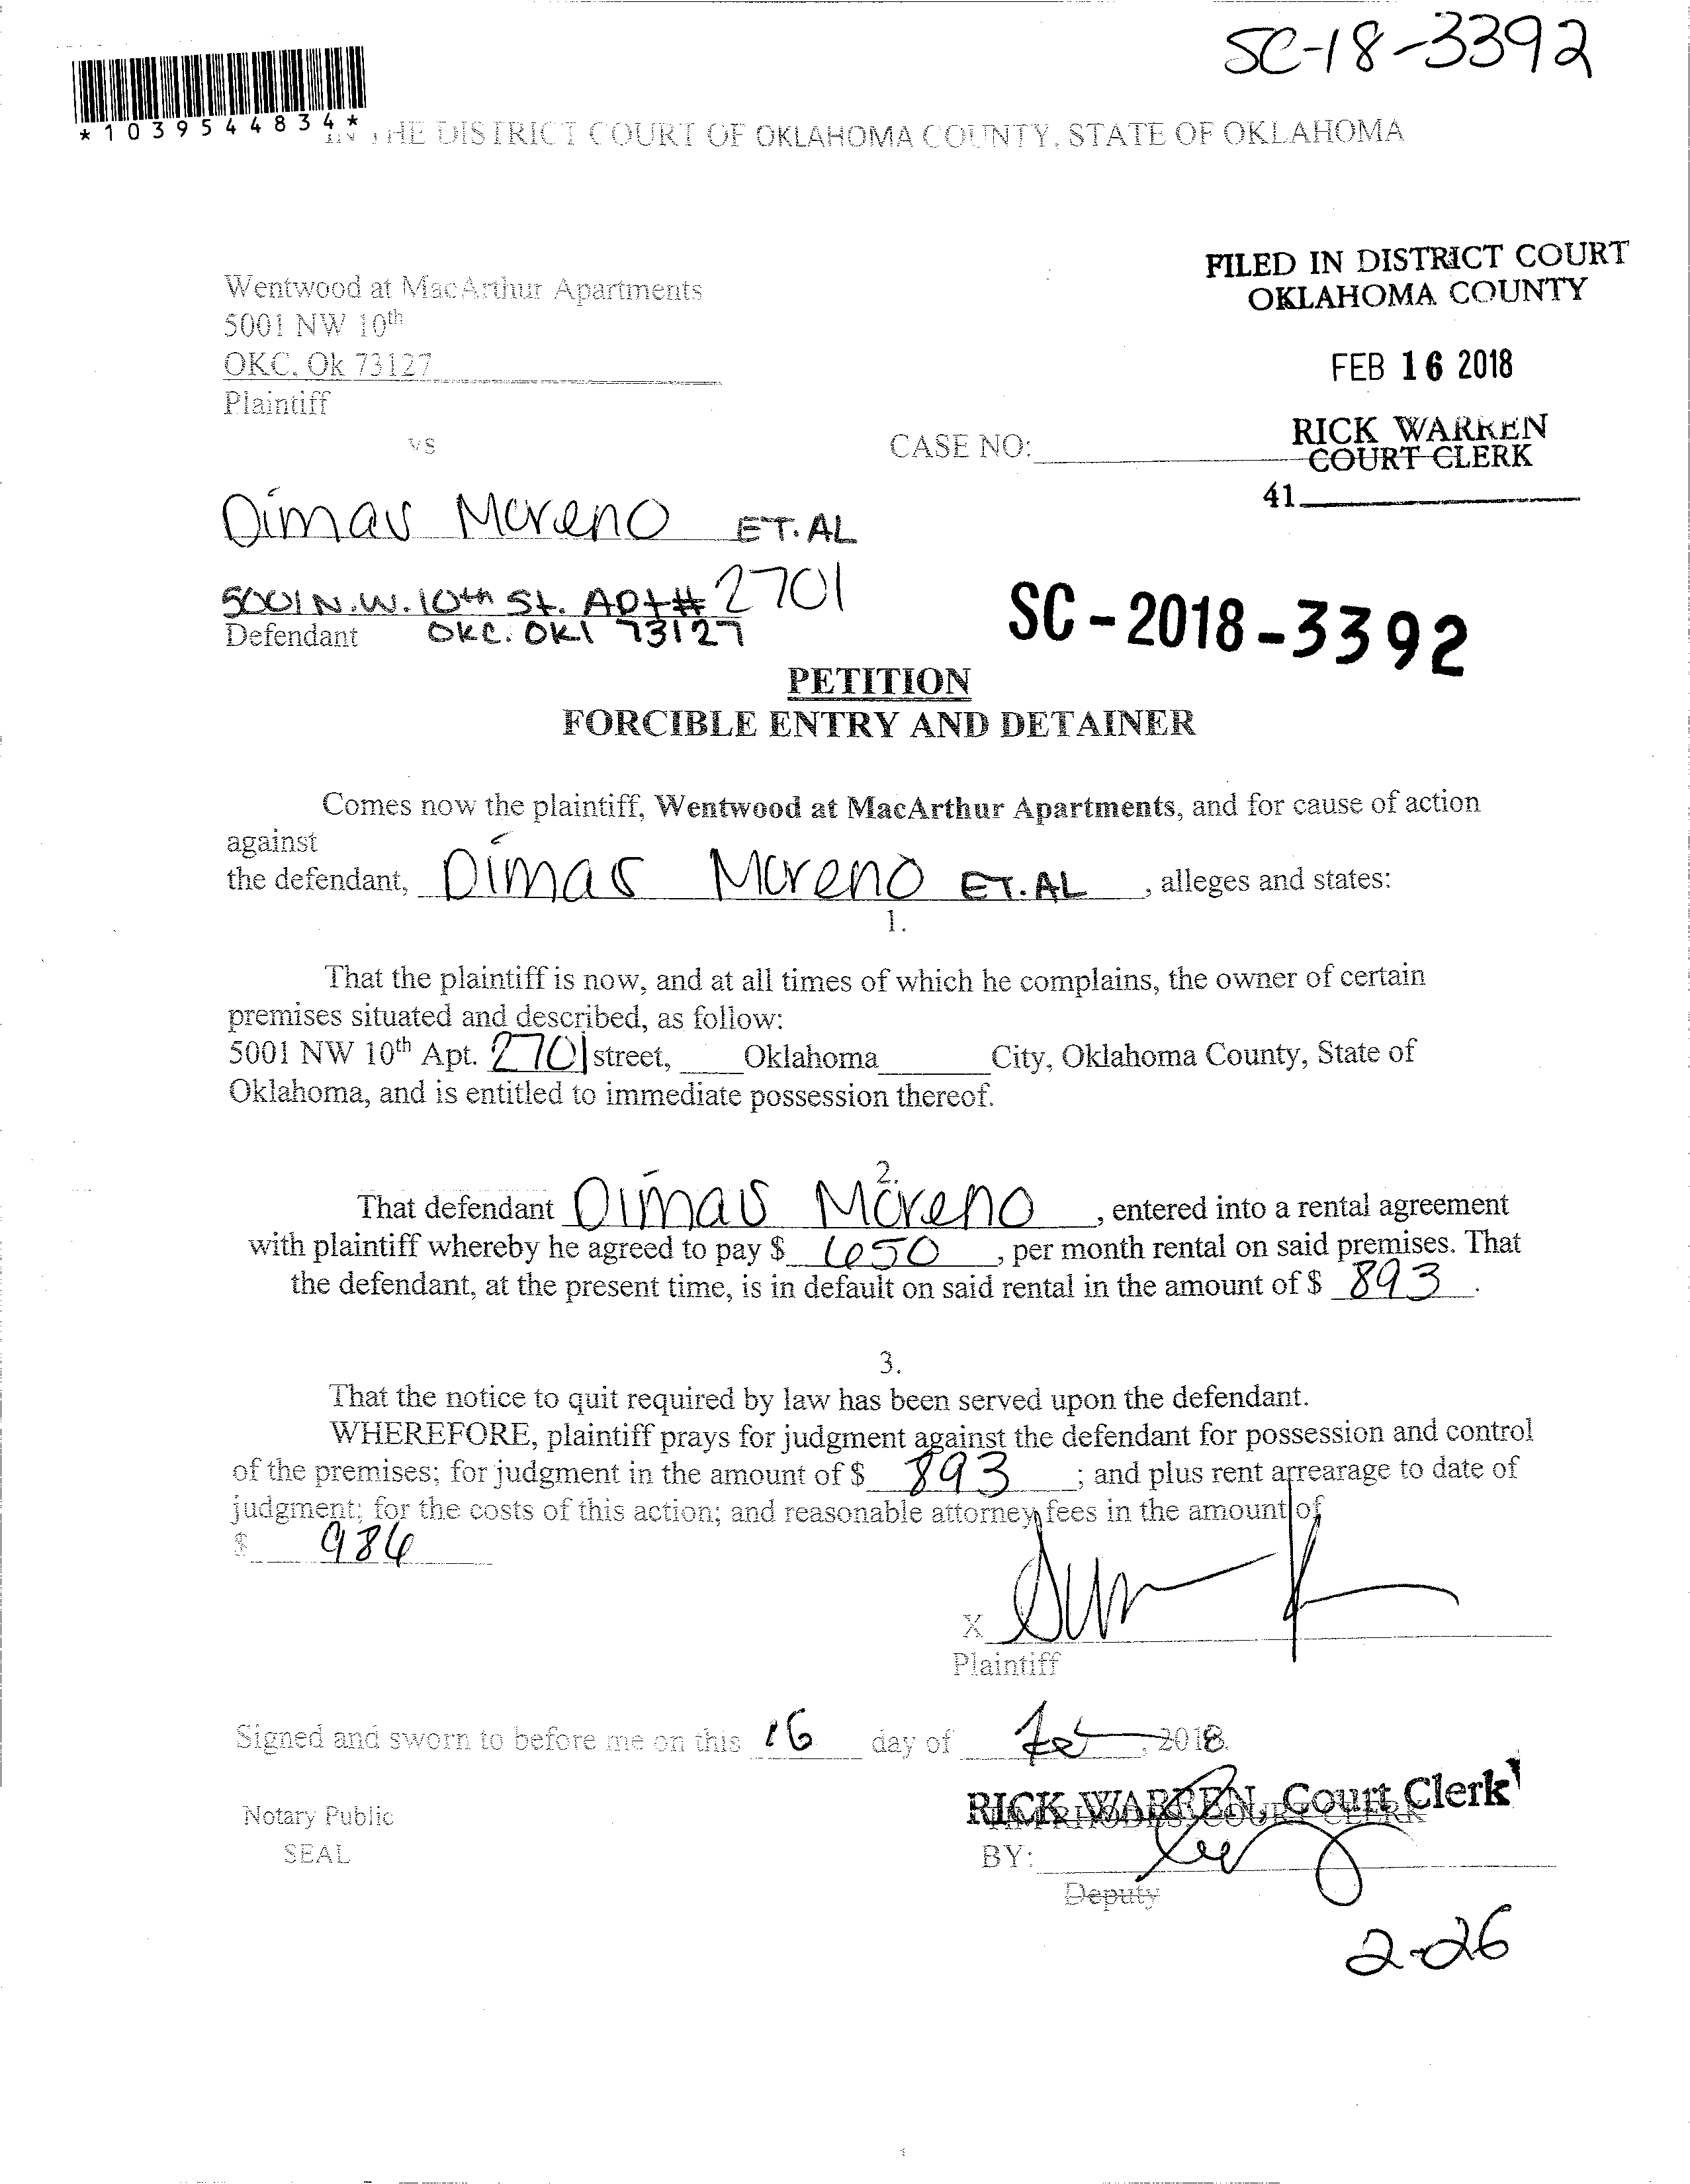 SC-18-3392
*1039544834*
IN THE DISTRICT COURT OF OKLAHOMA COUNTY, STATE OF OKLAHOMA
FILED IN DISTRICT COURT
OKLAHOMA COUNTY
FEB 16 2018
RICK WARREN
COURT CLERK
41
Wentwood at MacArthur Apartments
5001 NW 10th
OKC, Ok 73127
Plaintiff
vs
CASE NO:
Dimas Moreno ET.AL
5001 N.W. 10th St. APt# 2701
Defendant OKC. OKl 73127
SC-2018-3392
PETITION
FORCIBLE ENTRY AND DETAINER
Comes now the plaintiff, Wentwood at MacArthur Apartments, and for cause of action
against
the defendant, Dimas Moreno ET.AL , alleges and states:
1.
That the plaintiff is now, and at all times of which he complains, the owner of certain
premises situated and described, as follow:
5001 NW 10th Apt. 2701 street, Oklahoma City, Oklahoma County, State of
Oklahoma, and is entitled to immediate possession thereof.
2.
That defendant Dimas Moreno , entered into a rental agreement
with plaintiff whereby he agreed to pay $ 650 , per month rental on said premises. That
the defendant, at the present time, is in default on said rental in the amount of $ 893 .
3.
That the notice to quit required by law has been served upon the defendant.
WHEREFORE, plaintiff prays for judgment against the defendant for possession and control
of the premises; for judgment in the amount of $ 893 ; and plus rent arrearage to date of
judgment; for the costs of this action; and reasonable attorney fees in the amount of
$ 986
X
Plaintiff
Signed and sworn to before me on this 16 day of Feb , 2018.
RICK WARREN, Court Clerk
Notary Public
SEAL
BY:
Deputy
2-26